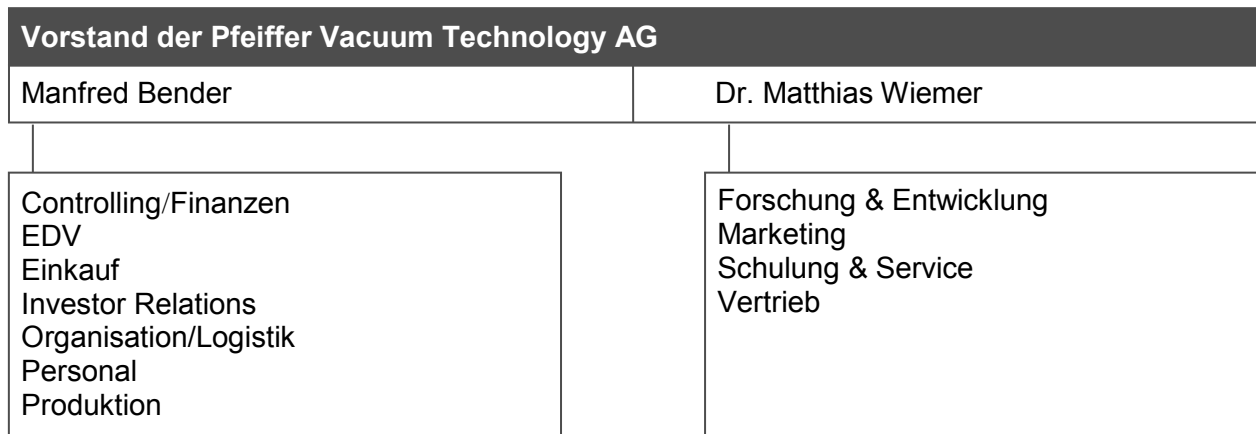 Vorstand der Pfeiffer Vacuum Technology AG
Manfred Bender
Dr. Matthias Wiemer
Controlling/Finanzen
EDV
Einkauf
Investor Relations
Organisation/Logistik
Personal
Produktion
Forschung & Entwicklung
Marketing
Schulung & Service
Vertrieb